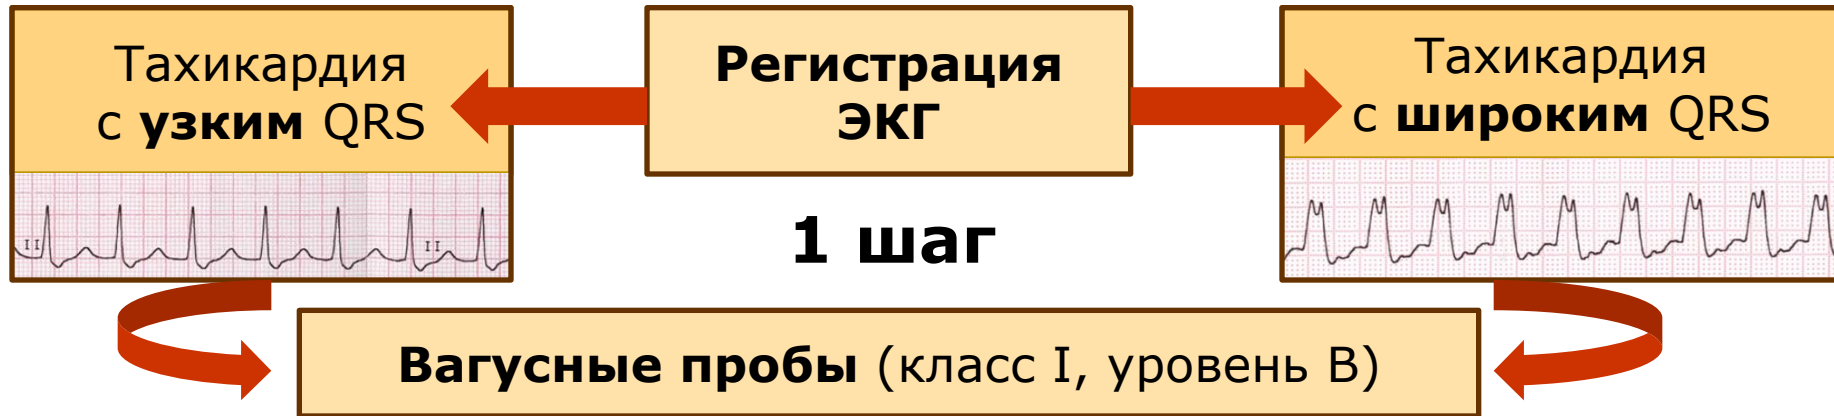 Тахикардия
с узким QRS
II
II
Регистрация
ЭКГ
1 шаг
Тахикардия
с широким QRS
Вагусные пробы (класс I, уровень B)